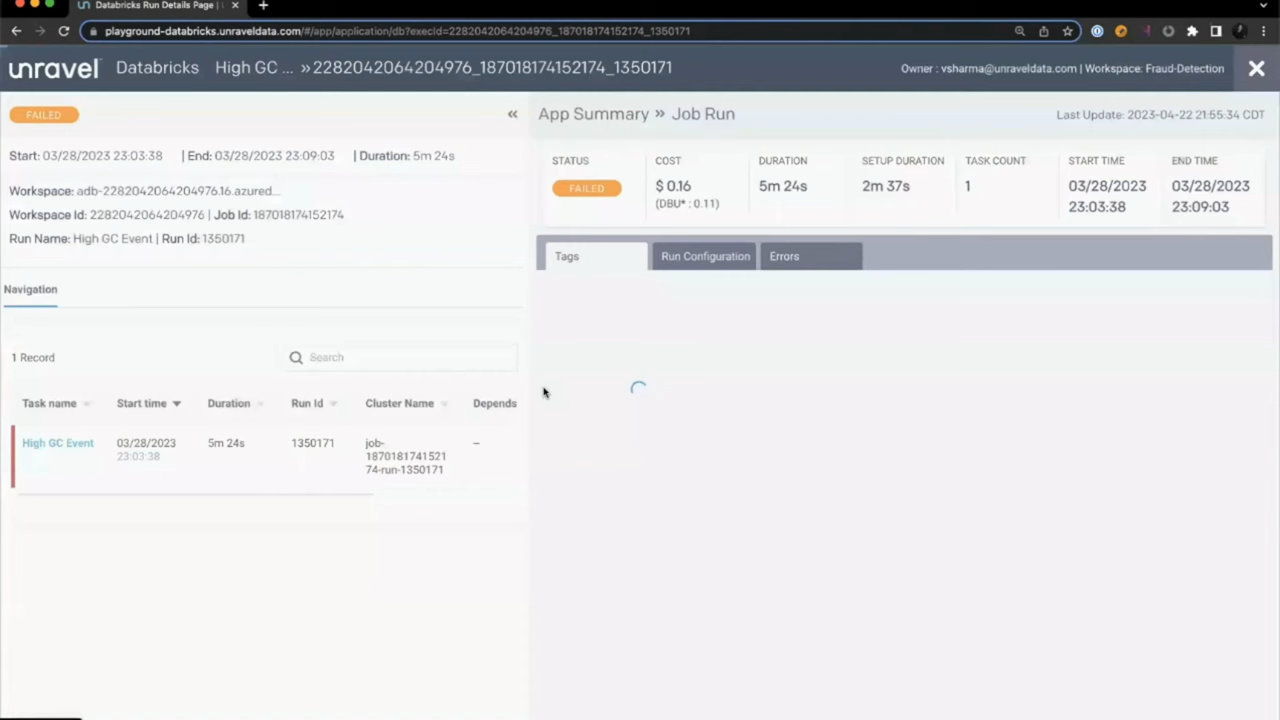 Databricks Run Details Page |
playground-databricks.unraveldata.com/#/app/application/db?execId=2282042064204976_187018174152174_1350171
unravel Databricks High GC ... » 2282042064204976_187018174152174_1350171 Owner : vsharma@unraveldata.com | Workspace: Fraud-Detection
FAILED «
Start: 03/28/2023 23:03:38 | End: 03/28/2023 23:09:03 | Duration: 5m 24s
Workspace: adb-2282042064204976.16.azured...
Workspace Id: 2282042064204976 | Job Id: 187018174152174
Run Name: High GC Event | Run Id: 1350171
Navigation
1 Record
Search
Task name Start time Duration Run Id Cluster Name Depends
High GC Event 03/28/2023 5m 24s 1350171 job- --
23:03:38 1870181741521
74-run-1350171
App Summary » Job Run Last Update: 2023-04-22 21:55:34 CDT
STATUS COST DURATION SETUP DURATION TASK COUNT START TIME END TIME
FAILED $ 0.16 5m 24s 2m 37s 1 03/28/2023 03/28/2023
(DBU* : 0.11) 23:03:38 23:09:03
Tags Run Configuration Errors